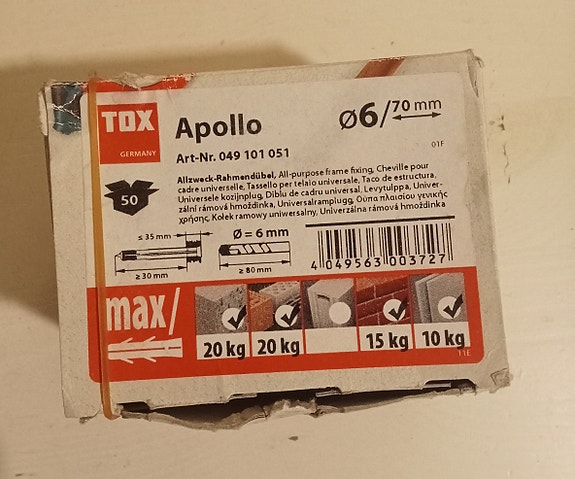 TOX
GERMANY
Apollo
Ø6/70 mm
01F
Art-Nr. 049 101 051
50
Allzweck-Rahmendübel, All-purpose frame fixing, Cheville pour
cadre universelle, Tassello per telaio universale, Taco de estructura,
Universele kozijnplug, Diblu de cadru universal, Levytulppa, Univer-
zální rámová hmoždinka, Universalramplugg, Ούπα πλαισίου γενικής
χρήσης, Kołek ramowy uniwersalny, Univerzálna rámová hmoždinka
≤ 35 mm
≥ 30 mm
Ø = 6 mm
≥ 80 mm
4 049563 003727
max/
20 kg
20 kg
15 kg
10 kg
11E